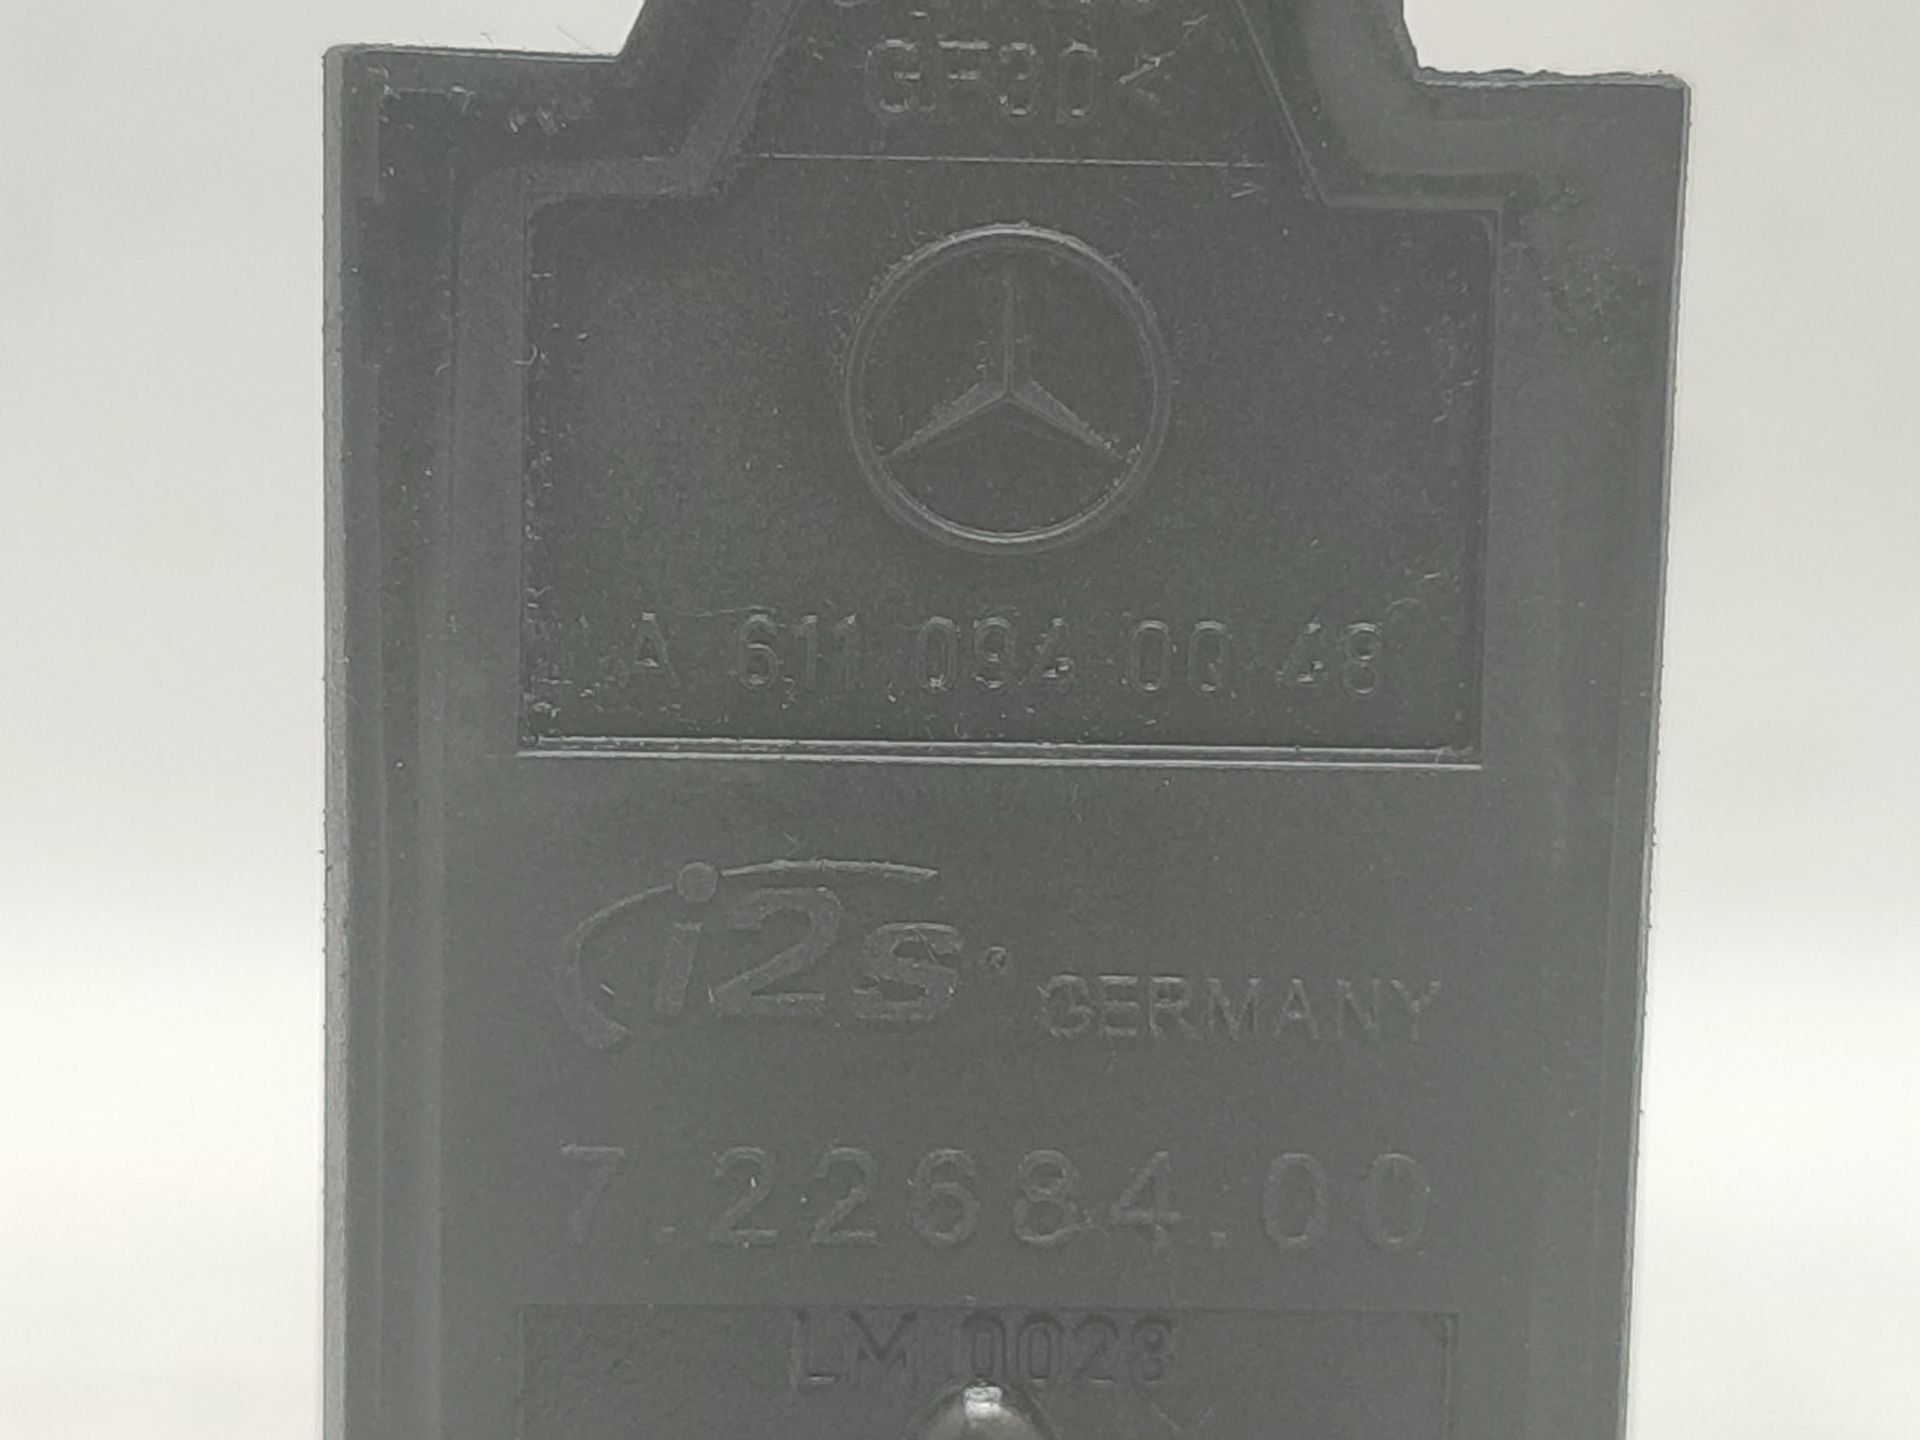 GF30<
A 611 094 00 48
i2s® GERMANY
7.22684.00
LM 0028